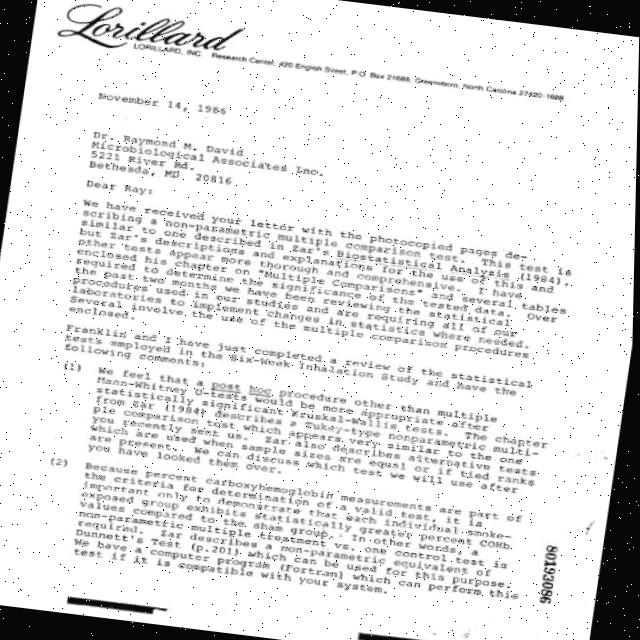 Lorillard
LORILLARD, INC. Research Center, 420 English Street, P.O. Box 21688, Greensboro, North Carolina 27420-1688
November 14, 1986
Dr. Raymond M. David
Microbiological Associates Inc.
5221 River Rd.
Bethesda, MD 20816
Dear Ray:
We have received your letter with the photocopied pages de-
scribing a non-parametric multiple comparison test. This test is
similar to one described in Zar's Biostatistical Analysis (1984),
but Zar's descriptions and explanations for the use of this and
other tests appear more thorough and comprehensive. I have
enclosed his chapter on "Multiple Comparisons" and several tables
required to determine the significance of the tested data. Over
the past two months we have been reviewing the statistical
procedures used in our studies and are requiring all of our
laboratories to implement changes in statistics where needed.
Several involve the use of the multiple comparison procedures
enclosed.
Franklin and I have just completed a review of the statistical
tests employed in the Six-Week Inhalation Study and have the
following comments:
(1) We feel that a post hoc procedure other than multiple
Mann-Whitney U-tests would be more appropriate after
statistically significant Kruskal-Wallis tests. The chapter
from Zar (1984) describes a Tukey-type nonparametric multi-
ple comparison test which appears very similar to the one
you recently sent us. Zar also describes alternative tests
which are used when sample sizes are equal or if tied ranks
are present. We can discuss which test we will use after
you have looked them over.
(2) Because percent carboxyhemoglobin measurements are part of
the criteria for determination of a valid test, it is
important only to demonstrate that each individual smoke-
exposed group exhibits statistically greater percent COHb
values compared to the sham group. In other words, a
non-parametric multiple treatment vs. one control test is
required. Zar describes a non-parametric equivalent of
Dunnett's Test (p.201) which can be used for this purpose.
We have a computer program (Fortran) which can perform this
test if it is compatible with your system.
80193086